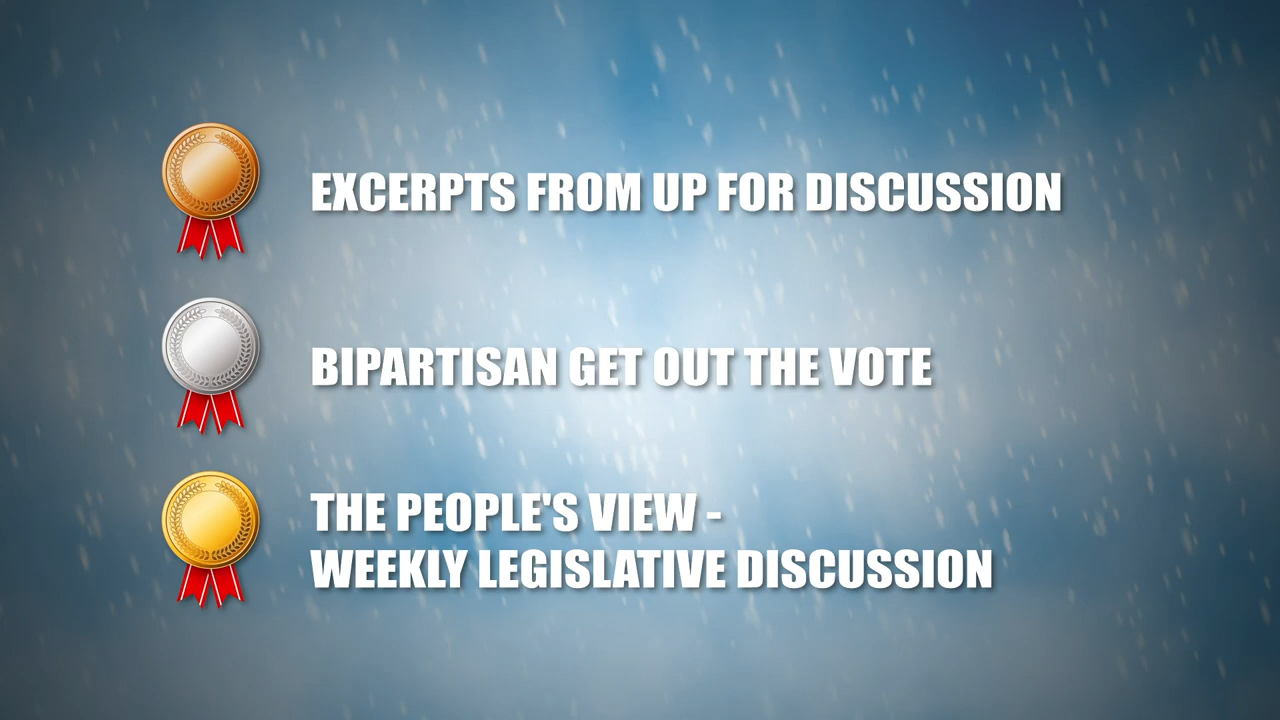 EXCERPTS FROM UP FOR DISCUSSION
BIPARTISAN GET OUT THE VOTE
THE PEOPLE'S VIEW -
WEEKLY LEGISLATIVE DISCUSSION